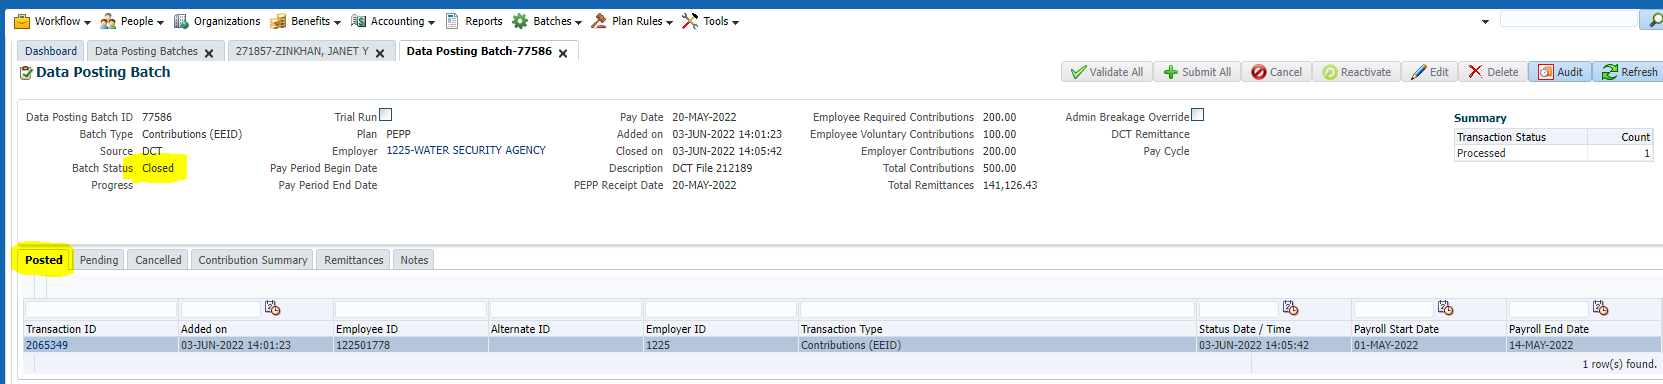 Workflow People Organizations Benefits Accounting Reports Batches Plan Rules Tools
Dashboard Data Posting Batches 271857-ZINKHAN, JANET Y Data Posting Batch-77586
Data Posting Batch Validate All Submit All Cancel Reactivate Edit Delete Audit Refresh
Data Posting Batch ID 77586 Trial Run Pay Date 20-MAY-2022 Employee Required Contributions 200.00 Admin Breakage Override Summary
Batch Type Contributions (EEID) Plan PEPP Added on 03-JUN-2022 14:01:23 Employee Voluntary Contributions 100.00 DCT Remittance Transaction Status Count
Source DCT Employer 1225-WATER SECURITY AGENCY Closed on 03-JUN-2022 14:05:42 Employer Contributions 200.00 Pay Cycle Processed 1
Batch Status Closed Pay Period Begin Date Description DCT File 212189 Total Contributions 500.00
Progress Pay Period End Date PEPP Receipt Date 20-MAY-2022 Total Remittances 141,126.43
Posted Pending Cancelled Contribution Summary Remittances Notes
Transaction ID Added on Employee ID Alternate ID Employer ID Transaction Type Status Date / Time Payroll Start Date Payroll End Date
2065349 03-JUN-2022 14:01:23 122501778 1225 Contributions (EEID) 03-JUN-2022 14:05:42 01-MAY-2022 14-MAY-2022
1 row(s) found.